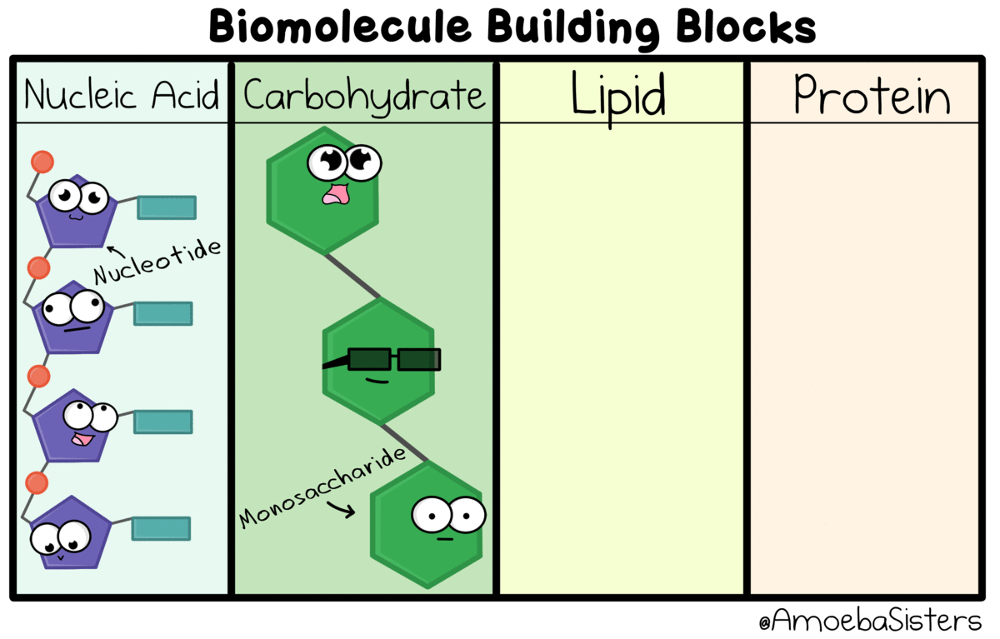 Biomolecule Building Blocks
Nucleic Acid
Carbohydrate
Lipid
Protein
Nucleotide
Monosaccharide
@AmoebaSisters